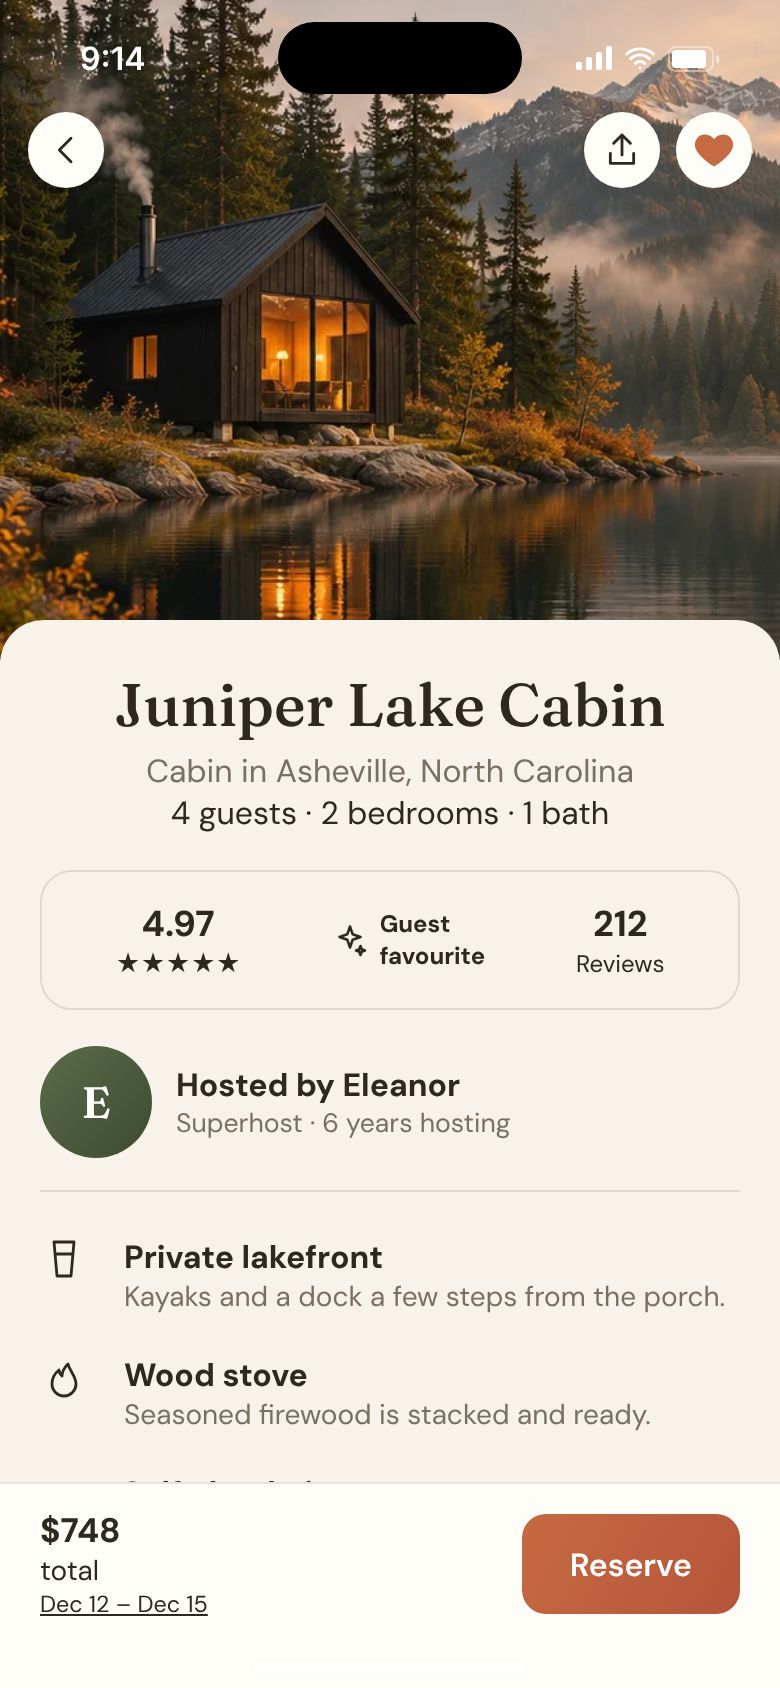 9:14
Juniper Lake Cabin
Cabin in Asheville, North Carolina
4 guests · 2 bedrooms · 1 bath
4.97
★★★★★
Guest
favourite
212
Reviews
E
Hosted by Eleanor
Superhost · 6 years hosting
Private lakefront
Kayaks and a dock a few steps from the porch.
Wood stove
Seasoned firewood is stacked and ready.
$748
total
Dec 12 – Dec 15
Reserve